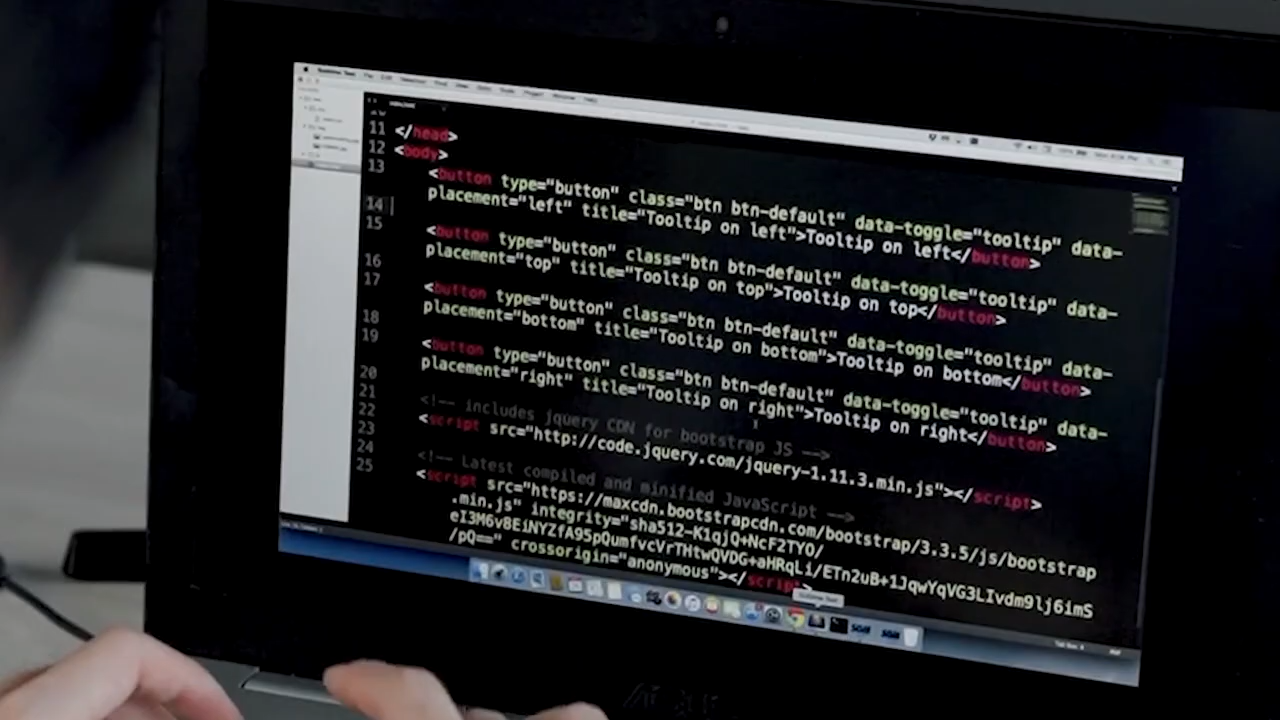 11 </head>
12 <body>
13
<button type="button" class="btn btn-default" data-toggle="tooltip" data-
placement="left" title="Tooltip on left">Tooltip on left</button>
14
15
<button type="button" class="btn btn-default" data-toggle="tooltip" data-
placement="top" title="Tooltip on top">Tooltip on top</button>
16
17
<button type="button" class="btn btn-default" data-toggle="tooltip" data-
placement="bottom" title="Tooltip on bottom">Tooltip on bottom</button>
18
19
<button type="button" class="btn btn-default" data-toggle="tooltip" data-
placement="right" title="Tooltip on right">Tooltip on right</button>
20
21
<!-- includes jquery CDN for bootstrap JS -->
22
<script src="http://code.jquery.com/jquery-1.11.3.min.js"></script>
23
24
<!-- Latest compiled and minified JavaScript -->
25
<script src="https://maxcdn.bootstrapcdn.com/bootstrap/3.3.5/js/bootstrap
.min.js" integrity="sha512-K1qjQ+NcF2TYO/
eI3M6v8EiNYZfA95pQumfvcVrTHtwQVDG+aHRqLi/ETn2uB+1JqwYqVG3LIvdm9lj6imS
/pQ==" crossorigin="anonymous"></script>